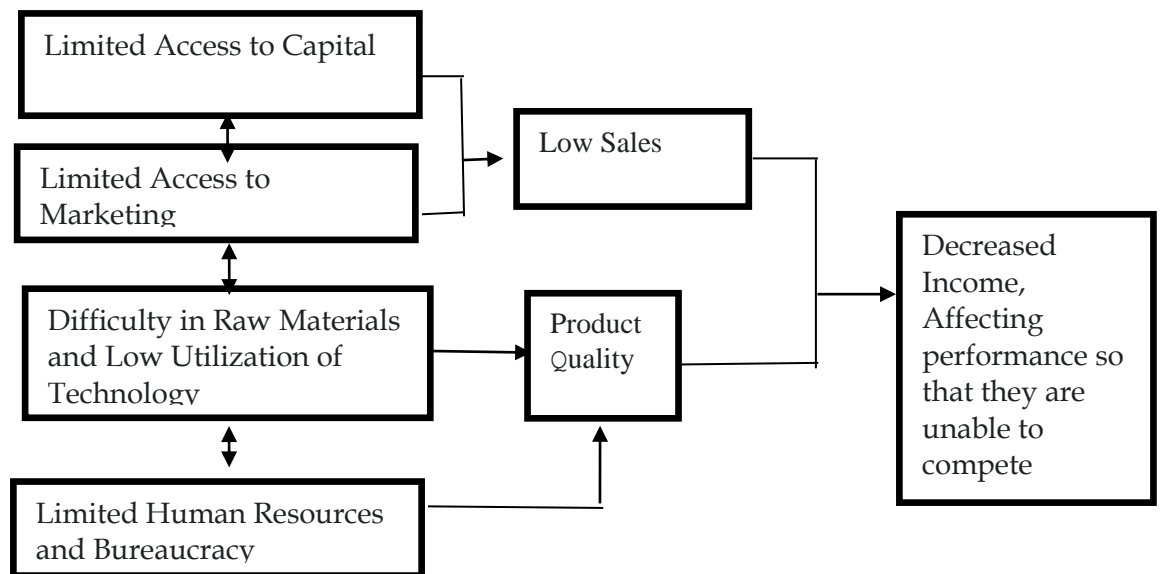 Limited Access to Capital
Limited Access to
Marketing
Difficulty in Raw Materials
and Low Utilization of
Technology
Limited Human Resources
and Bureaucracy
Low Sales
Product
Quality
Decreased
Income,
Affecting
performance so
that they are
unable to
compete